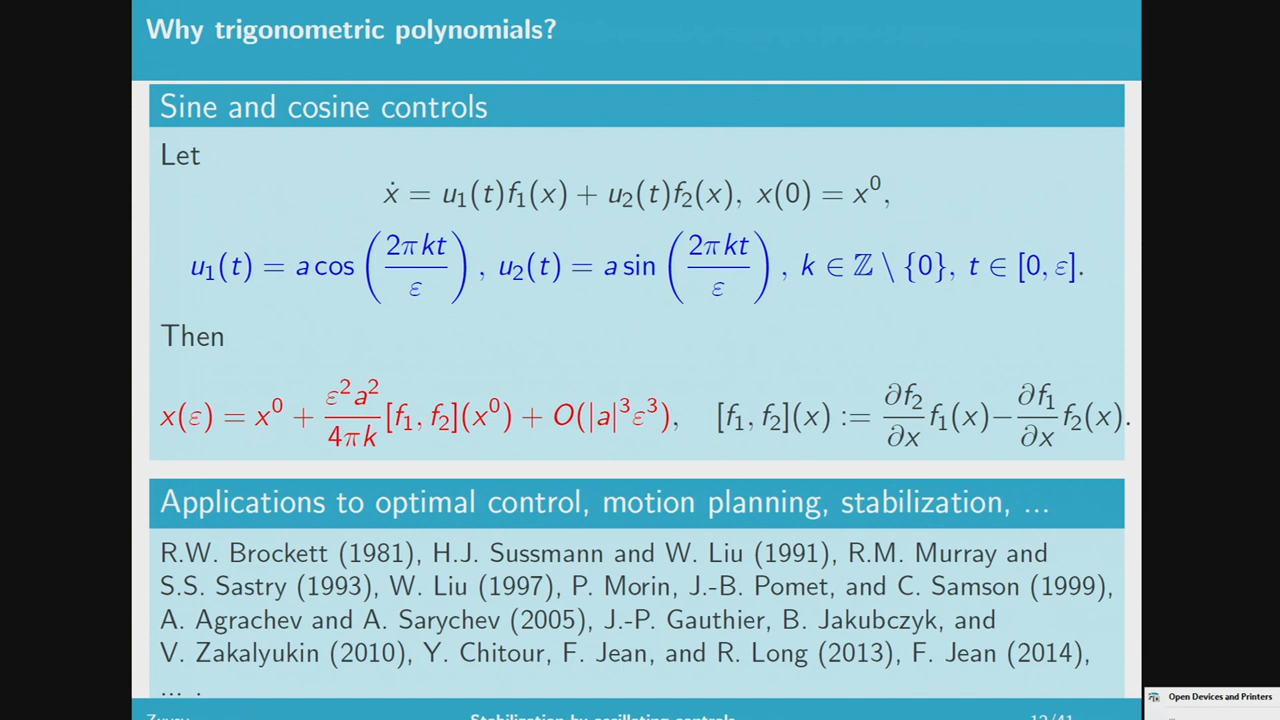 Why trigonometric polynomials?
Sine and cosine controls
Let
ẋ = u₁(t)f₁(x) + u₂(t)f₂(x), x(0) = x⁰,
u₁(t) = a cos(2πkt/ε), u₂(t) = a sin(2πkt/ε), k ∈ ℤ \ {0}, t ∈ [0, ε].
Then
x(ε) = x⁰ + ε²a²/4πk [f₁, f₂](x⁰) + O(|a|³ε³), [f₁, f₂](x) := ∂f₂/∂x f₁(x) − ∂f₁/∂x f₂(x).
Applications to optimal control, motion planning, stabilization, ...
R.W. Brockett (1981), H.J. Sussmann and W. Liu (1991), R.M. Murray and
S.S. Sastry (1993), W. Liu (1997), P. Morin, J.-B. Pomet, and C. Samson (1999),
A. Agrachev and A. Sarychev (2005), J.-P. Gauthier, B. Jakubczyk, and
V. Zakalyukin (2010), Y. Chitour, F. Jean, and R. Long (2013), F. Jean (2014),
... .
Stabilization by oscillating controls
Open Devices and Printers